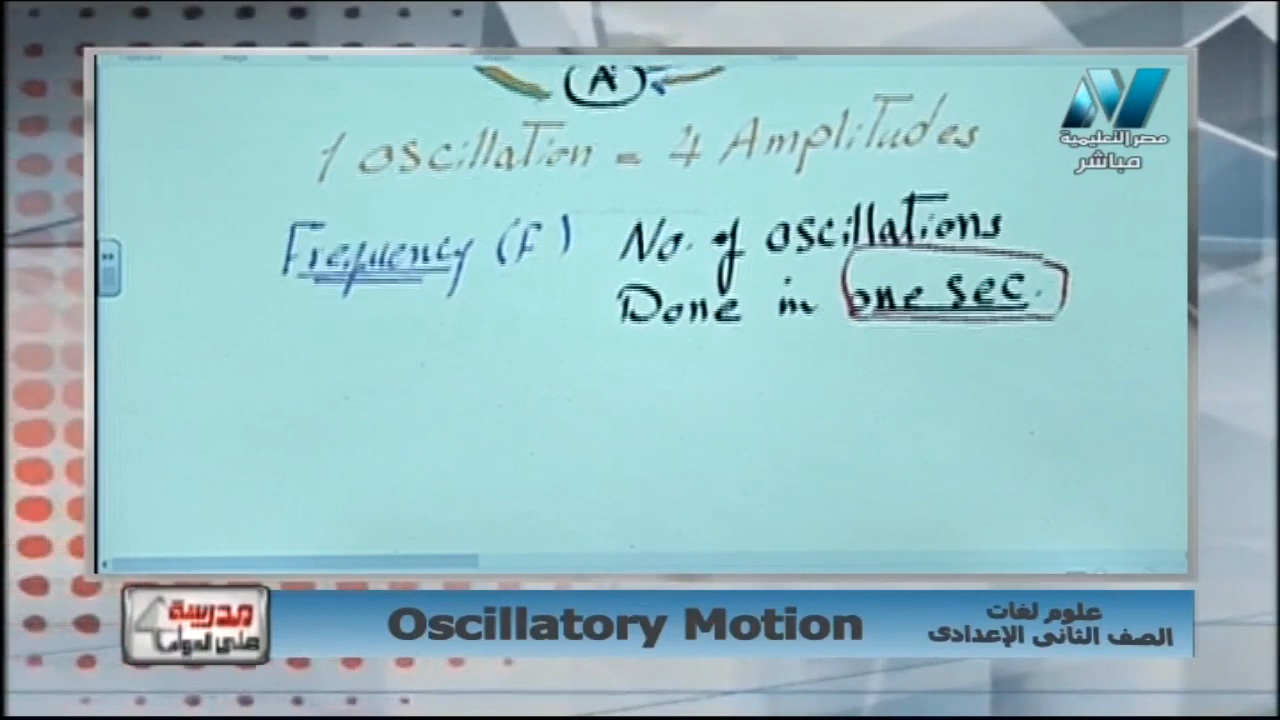 A
1 oscillation = 4 Amplitudes
Frequency (F) No. of oscillations
Done in one sec.
مصر التعليمية
مباشر
مدرسة
على الهواء
Oscillatory Motion
علوم لغات
الصف الثانى الإعدادى